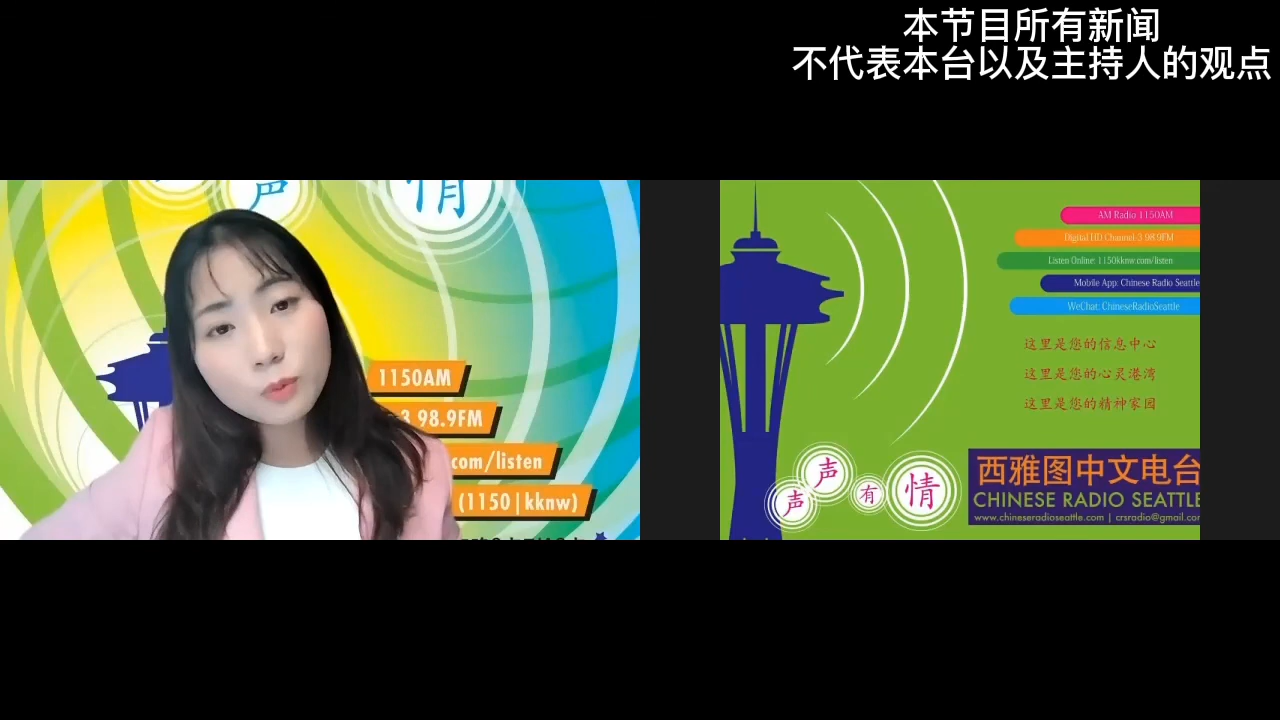 本节目所有新闻
不代表本台以及主持人的观点
声
情
1150AM
3 98.9FM
com/listen
(1150|kknw)
AM Radio 1150AM
Digital HD Channel-3 98.9FM
Listen Online: 1150kknw.com/listen
Mobile App: Chinese Radio Seattle
WeChat: ChineseRadioSeattle
这里是您的信息中心
这里是您的心灵港湾
这里是您的精神家园
声声有情
西雅图中文电台
CHINESE RADIO SEATTLE
www.chineseradioseattle.com | crsradio@gmail.cor